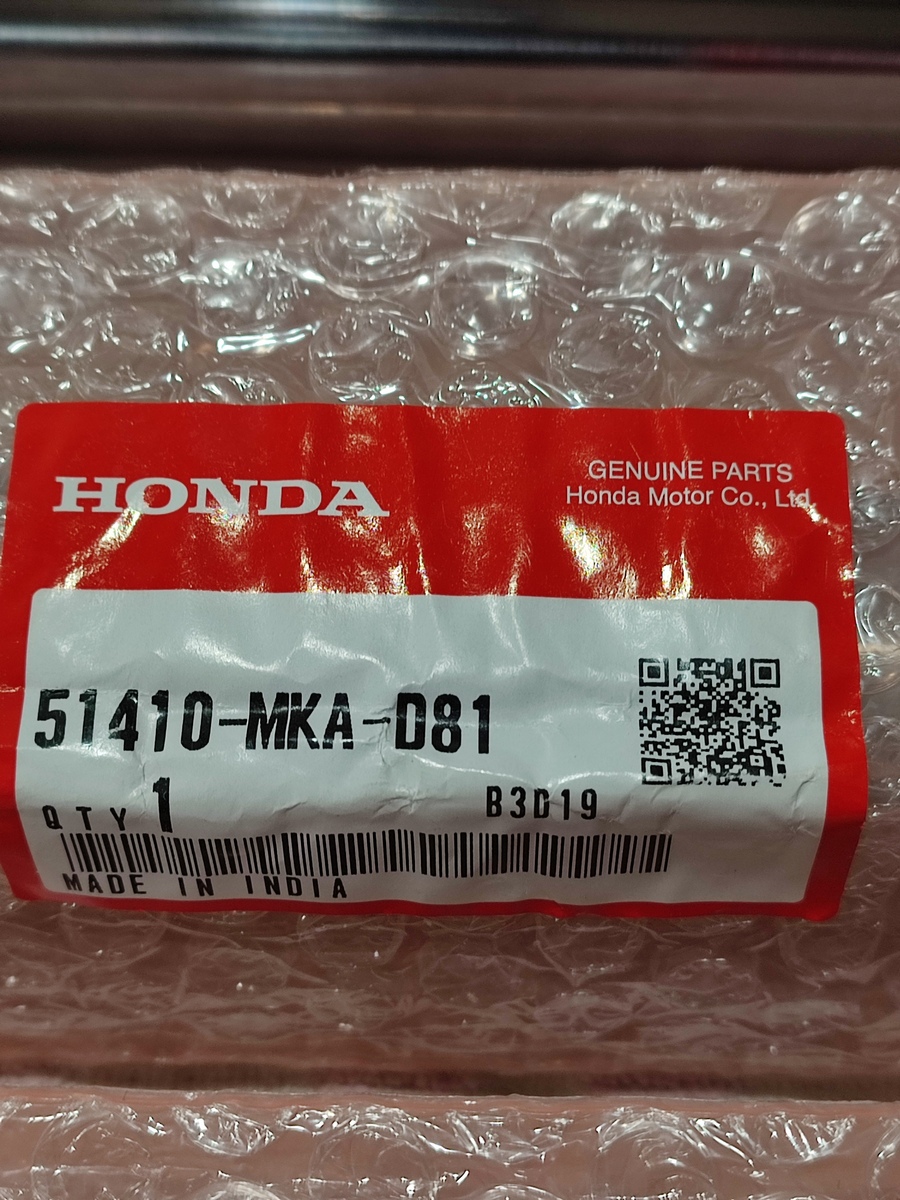 HONDA
GENUINE PARTS
Honda Motor Co., Ltd.
51410-MKA-D81
QTY 1
B3D19
MADE IN INDIA